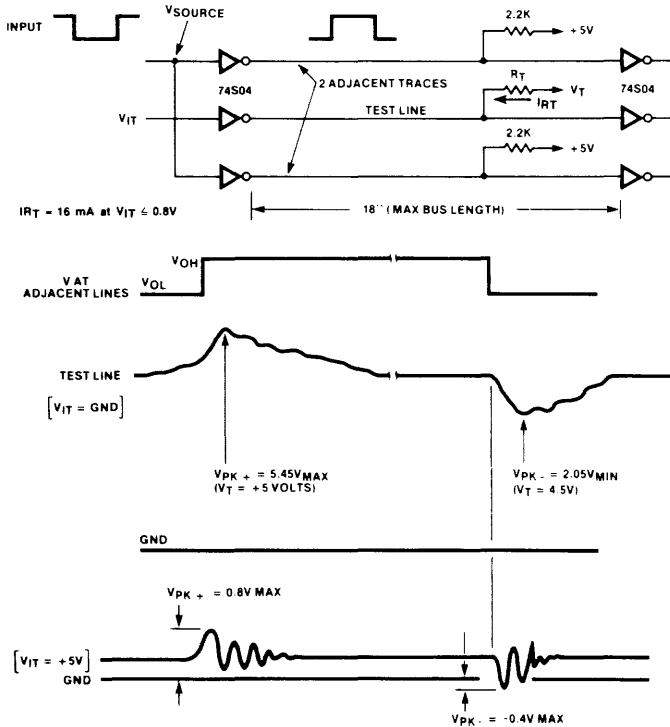 INPUT
VSOURCE
2.2K
+5V
2 ADJACENT TRACES
RT
VT
74S04
74S04
IRT
VIT
TEST LINE
2.2K
+5V
IRT = 16 mA at VIT ≤ 0.8V
18'' (MAX BUS LENGTH)
VOH
V AT
ADJACENT LINES
VOL
TEST LINE
[VIT = GND]
VPK + = 5.45VMAX
(VT = +5 VOLTS)
VPK - = 2.05VMIN
(VT = 4.5V)
GND
VPK + = 0.8V MAX
[VIT = +5V]
GND
VPK - = -0.4V MAX